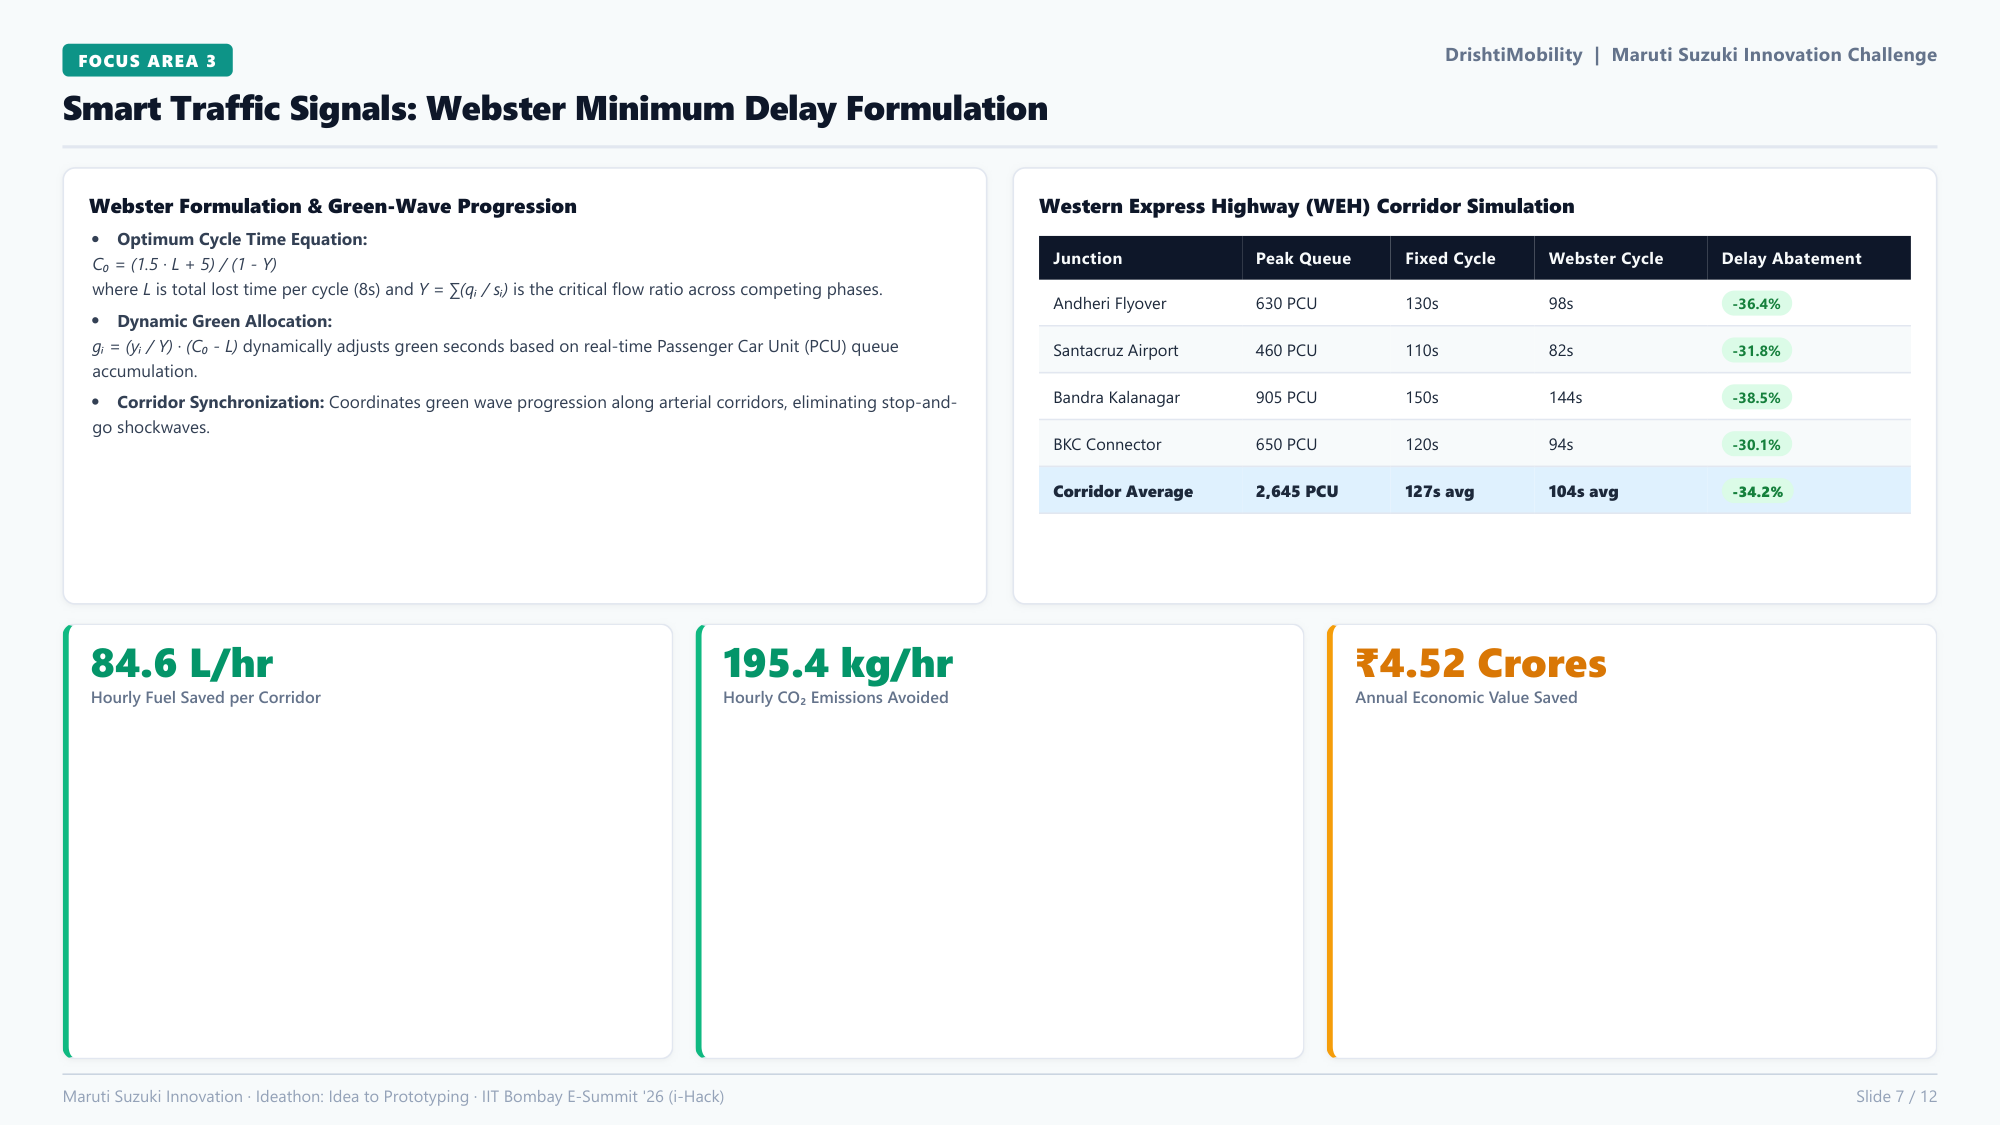 FOCUS AREA 3
DrishtiMobility | Maruti Suzuki Innovation Challenge
Smart Traffic Signals: Webster Minimum Delay Formulation
Webster Formulation & Green-Wave Progression
• Optimum Cycle Time Equation:
C₀ = (1.5 · L + 5) / (1 - Y)
where L is total lost time per cycle (8s) and Y = ∑(qᵢ / sᵢ) is the critical flow ratio across competing phases.
• Dynamic Green Allocation:
gᵢ = (yᵢ / Y) · (C₀ - L) dynamically adjusts green seconds based on real-time Passenger Car Unit (PCU) queue
accumulation.
• Corridor Synchronization: Coordinates green wave progression along arterial corridors, eliminating stop-and-
go shockwaves.
Western Express Highway (WEH) Corridor Simulation
Junction Peak Queue Fixed Cycle Webster Cycle Delay Abatement
Andheri Flyover 630 PCU 130s 98s -36.4%
Santacruz Airport 460 PCU 110s 82s -31.8%
Bandra Kalanagar 905 PCU 150s 144s -38.5%
BKC Connector 650 PCU 120s 94s -30.1%
Corridor Average 2,645 PCU 127s avg 104s avg -34.2%
84.6 L/hr
Hourly Fuel Saved per Corridor
195.4 kg/hr
Hourly CO₂ Emissions Avoided
₹4.52 Crores
Annual Economic Value Saved
Maruti Suzuki Innovation · Ideathon: Idea to Prototyping · IIT Bombay E-Summit '26 (i-Hack)
Slide 7 / 12